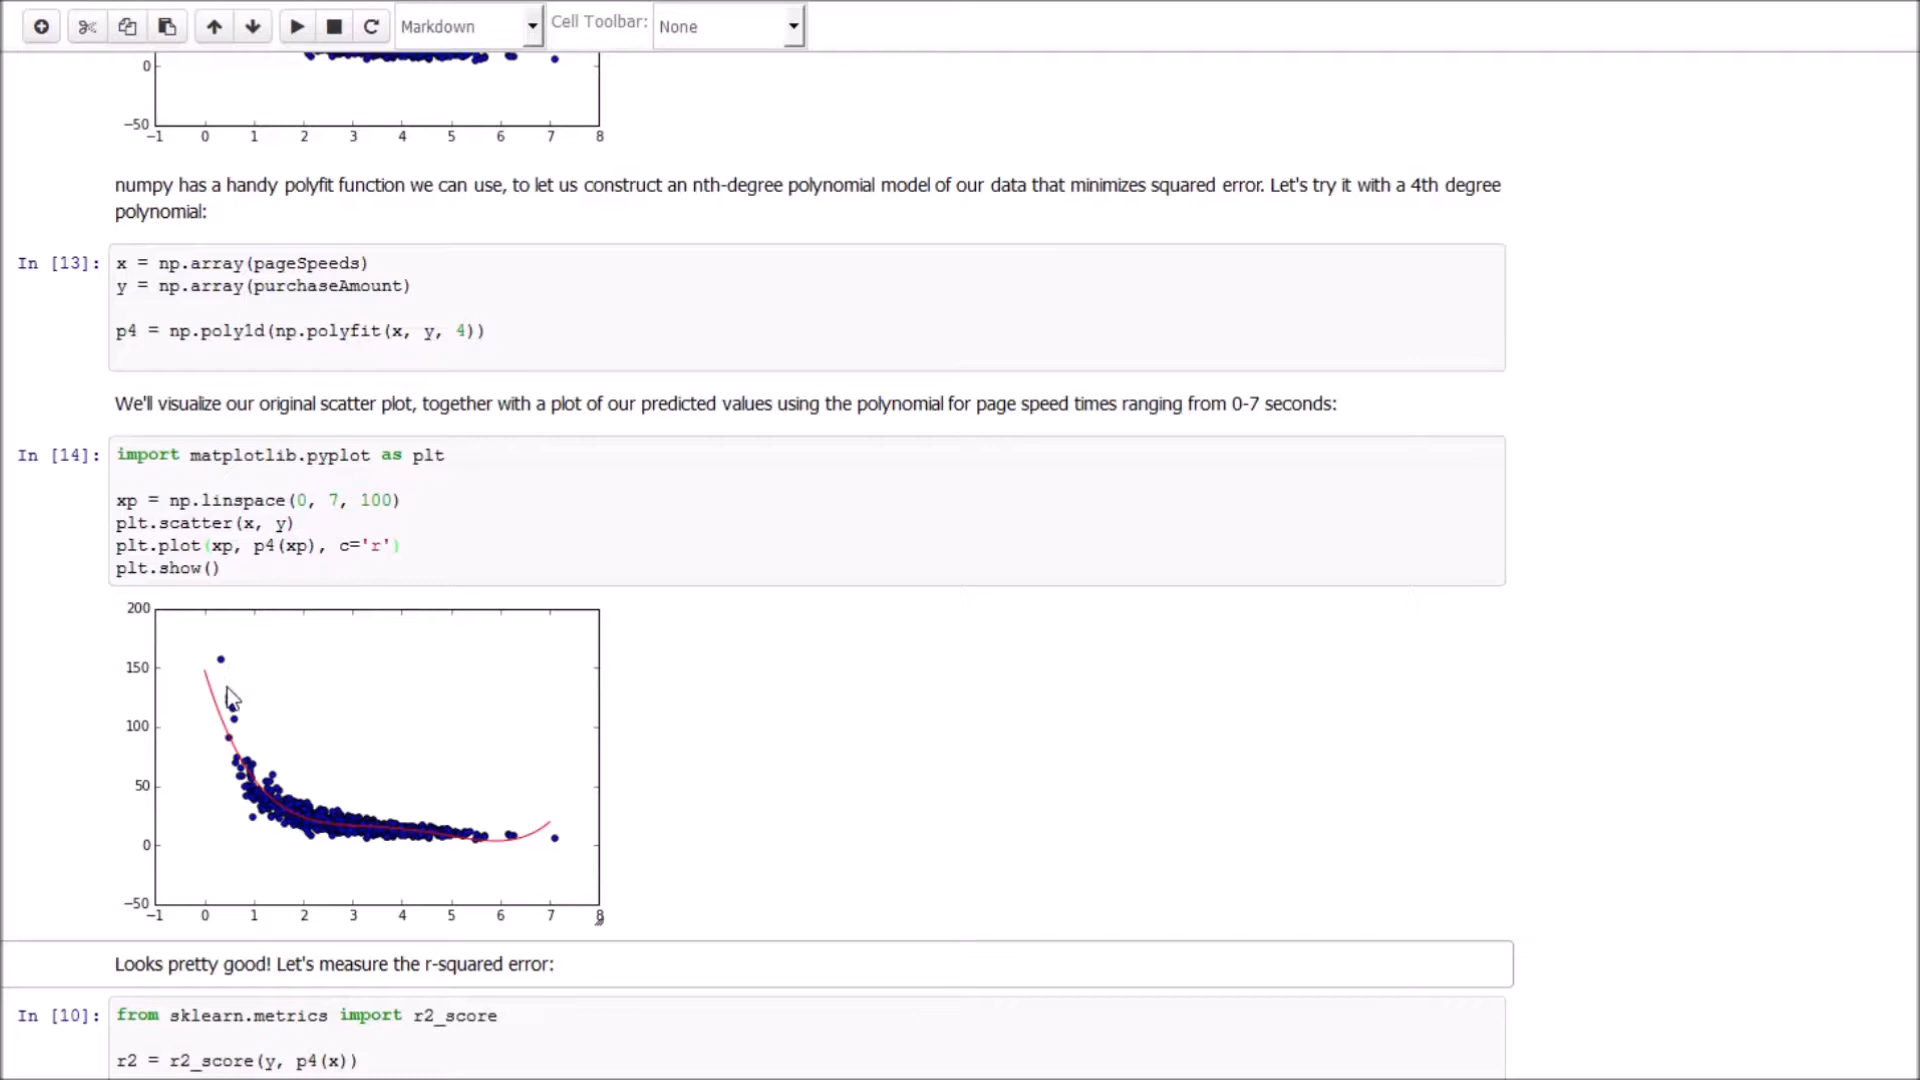 Markdown Cell Toolbar: None
0
−50
−1 0 1 2 3 4 5 6 7 8
numpy has a handy polyfit function we can use, to let us construct an nth-degree polynomial model of our data that minimizes squared error. Let's try it with a 4th degree
polynomial:
In [13]: x = np.array(pageSpeeds)
y = np.array(purchaseAmount)
p4 = np.poly1d(np.polyfit(x, y, 4))
We'll visualize our original scatter plot, together with a plot of our predicted values using the polynomial for page speed times ranging from 0-7 seconds:
In [14]: import matplotlib.pyplot as plt
xp = np.linspace(0, 7, 100)
plt.scatter(x, y)
plt.plot(xp, p4(xp), c='r')
plt.show()
200
150
100
50
0
−50
−1 0 1 2 3 4 5 6 7 8
Looks pretty good! Let's measure the r-squared error:
In [10]: from sklearn.metrics import r2_score
r2 = r2_score(y, p4(x))